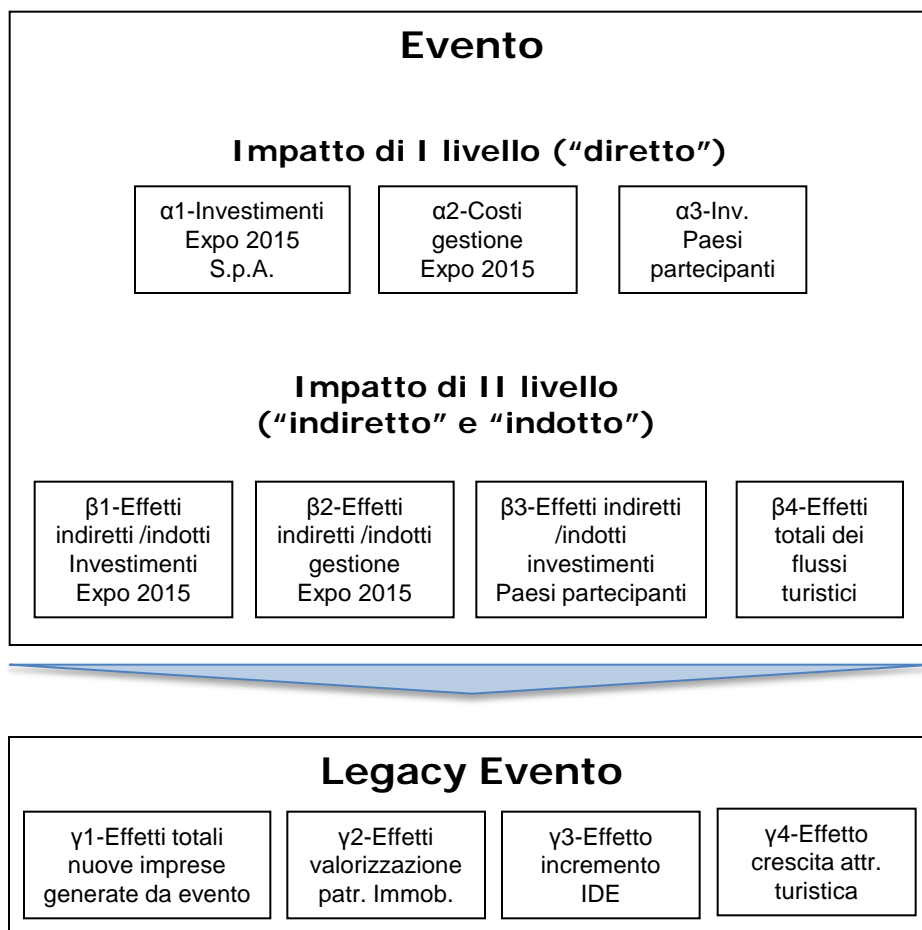 Evento
Impatto di I livello (“diretto”)
α1-Investimenti
Expo 2015
S.p.A.
α2-Costi
gestione
Expo 2015
α3-Inv.
Paesi
partecipanti
Impatto di II livello
(“indiretto” e “indotto”)
β1-Effetti
indiretti /indotti
Investimenti
Expo 2015
β2-Effetti
indiretti /indotti
gestione
Expo 2015
β3-Effetti indiretti
/indotti
investimenti
Paesi partecipanti
β4-Effetti
totali dei
flussi
turistici
Legacy Evento
γ1-Effetti totali
nuove imprese
generate da evento
γ2-Effetti
valorizzazione
patr. Immob.
γ3-Effetto
incremento
IDE
γ4-Effetto
crescita attr.
turistica